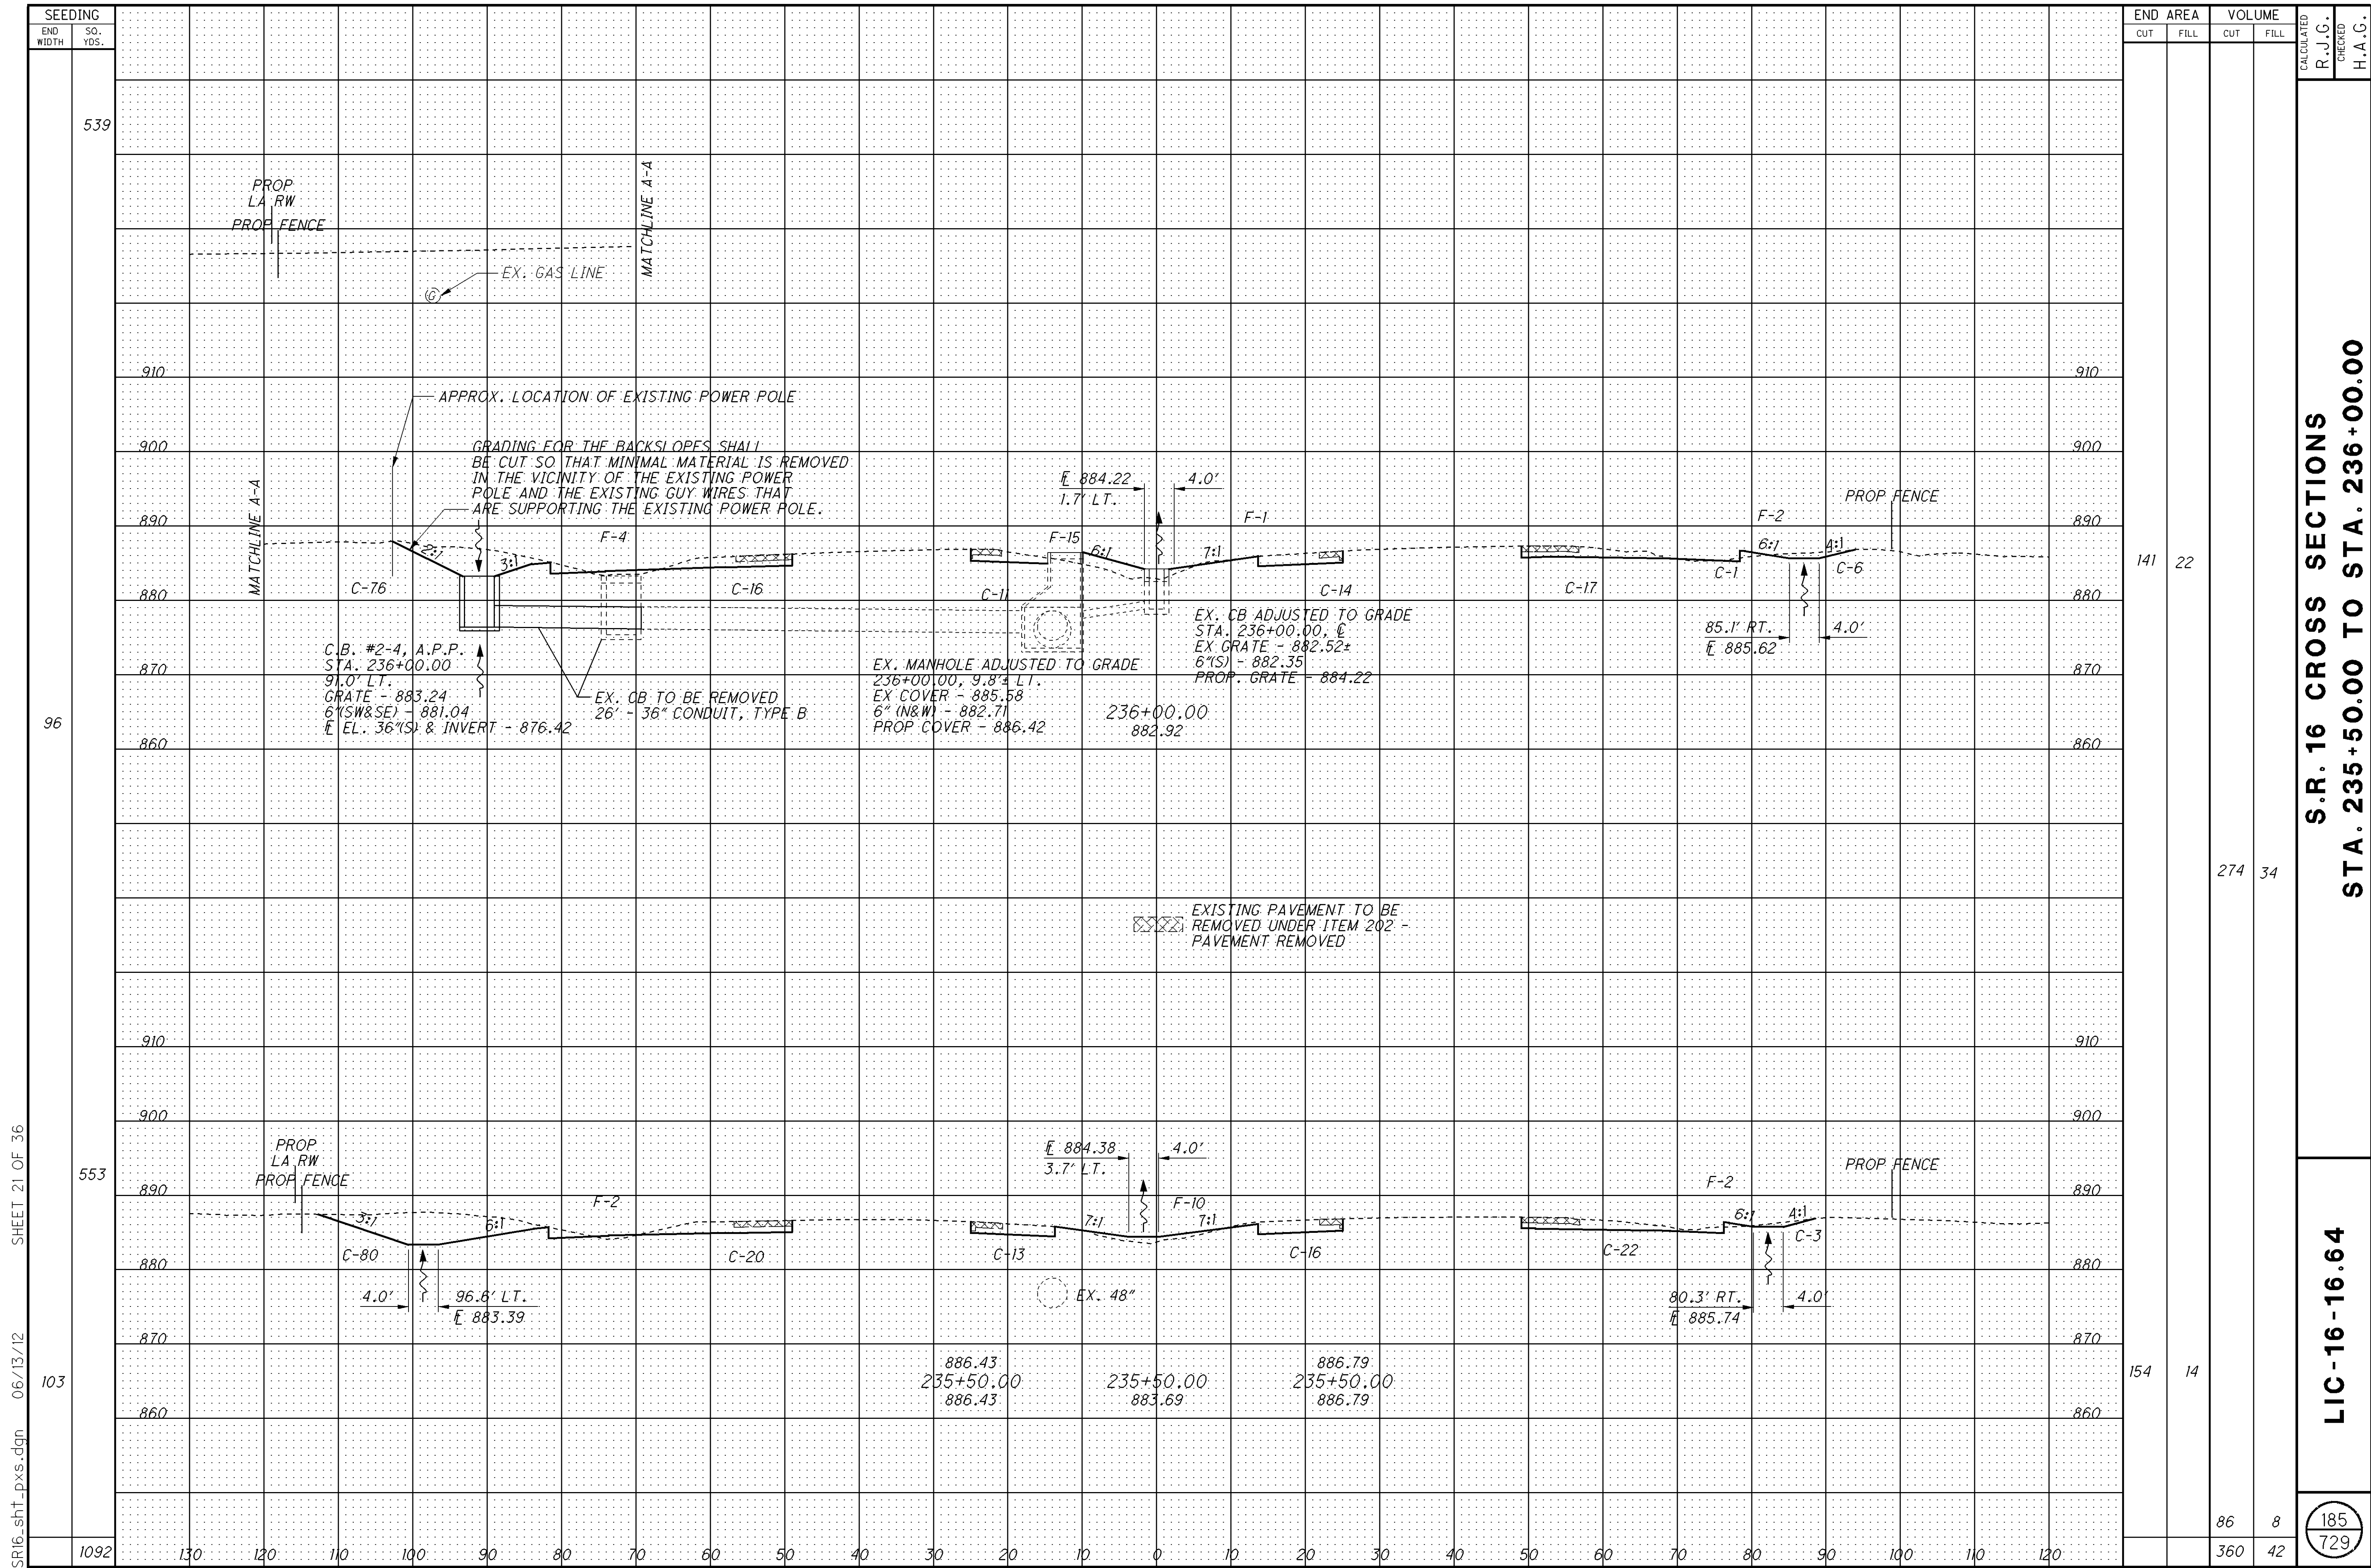 SEEDING
END WIDTH
SQ. YDS.
END AREA
VOLUME
CUT
FILL
CUT
FILL
CALCULATED
R.J.G.
CHECKED
H.A.G.
539
PROP
LA RW
PROP FENCE
MATCHLINE A-A
EX. GAS LINE
G
910
910
APPROX. LOCATION OF EXISTING POWER POLE
900
900
GRADING FOR THE BACKSLOPES SHALL
BE CUT SO THAT MINIMAL MATERIAL IS REMOVED
IN THE VICINITY OF THE EXISTING POWER
POLE AND THE EXISTING GUY WIRES THAT
ARE SUPPORTING THE EXISTING POWER POLE.
MATCHLINE A-A
℄ 884.22
4.0'
1.7' LT.
PROP FENCE
890
890
F-4
F-15
F-1
F-2
2:1
3:1
6:1
7:1
6:1
4:1
C-76
C-16
C-11
C-14
C-17
C-1
C-6
141
22
880
880
EX. CB ADJUSTED TO GRADE
STA. 236+00.00, ℄
EX GRATE - 882.52±
6"(S) - 882.35
PROP. GRATE - 884.22
85.1' RT.
4.0'
℄ 885.62
870
870
C.B. #2-4, A.P.P.
STA. 236+00.00
91.0' LT.
GRATE - 883.24
6"(SW&SE) - 881.04
℄ EL. 36"(S) & INVERT - 876.42
EX. CB TO BE REMOVED
26' - 36" CONDUIT, TYPE B
EX. MANHOLE ADJUSTED TO GRADE
236+00.00, 9.8'± LT.
EX COVER - 885.58
6" (N&W) - 882.71
PROP COVER - 886.42
236+00.00
882.92
96
860
860
274
34
EXISTING PAVEMENT TO BE
REMOVED UNDER ITEM 202 -
PAVEMENT REMOVED
910
910
900
900
PROP
LA RW
PROP FENCE
℄ 884.38
4.0'
3.7' LT.
PROP FENCE
553
890
890
F-2
F-10
F-2
3:1
6:1
7:1
7:1
6:1
4:1
C-80
C-20
C-13
C-16
C-22
C-3
880
880
4.0'
96.6' LT.
℄ 883.39
EX. 48"
80.3' RT.
4.0'
℄ 885.74
870
870
886.43
235+50.00
886.43
235+50.00
883.69
886.79
235+50.00
886.79
103
154
14
860
860
86
8
1092
360
42
130 120 110 100 90 80 70 60 50 40 30 20 10 0 10 20 30 40 50 60 70 80 90 100 110 120
S.R. 16 CROSS SECTIONS
STA. 235+50.00 TO STA. 236+00.00
LIC-16-16.64
185
729
SR16_sht_pxs.dgn 06/13/12 SHEET 21 OF 36